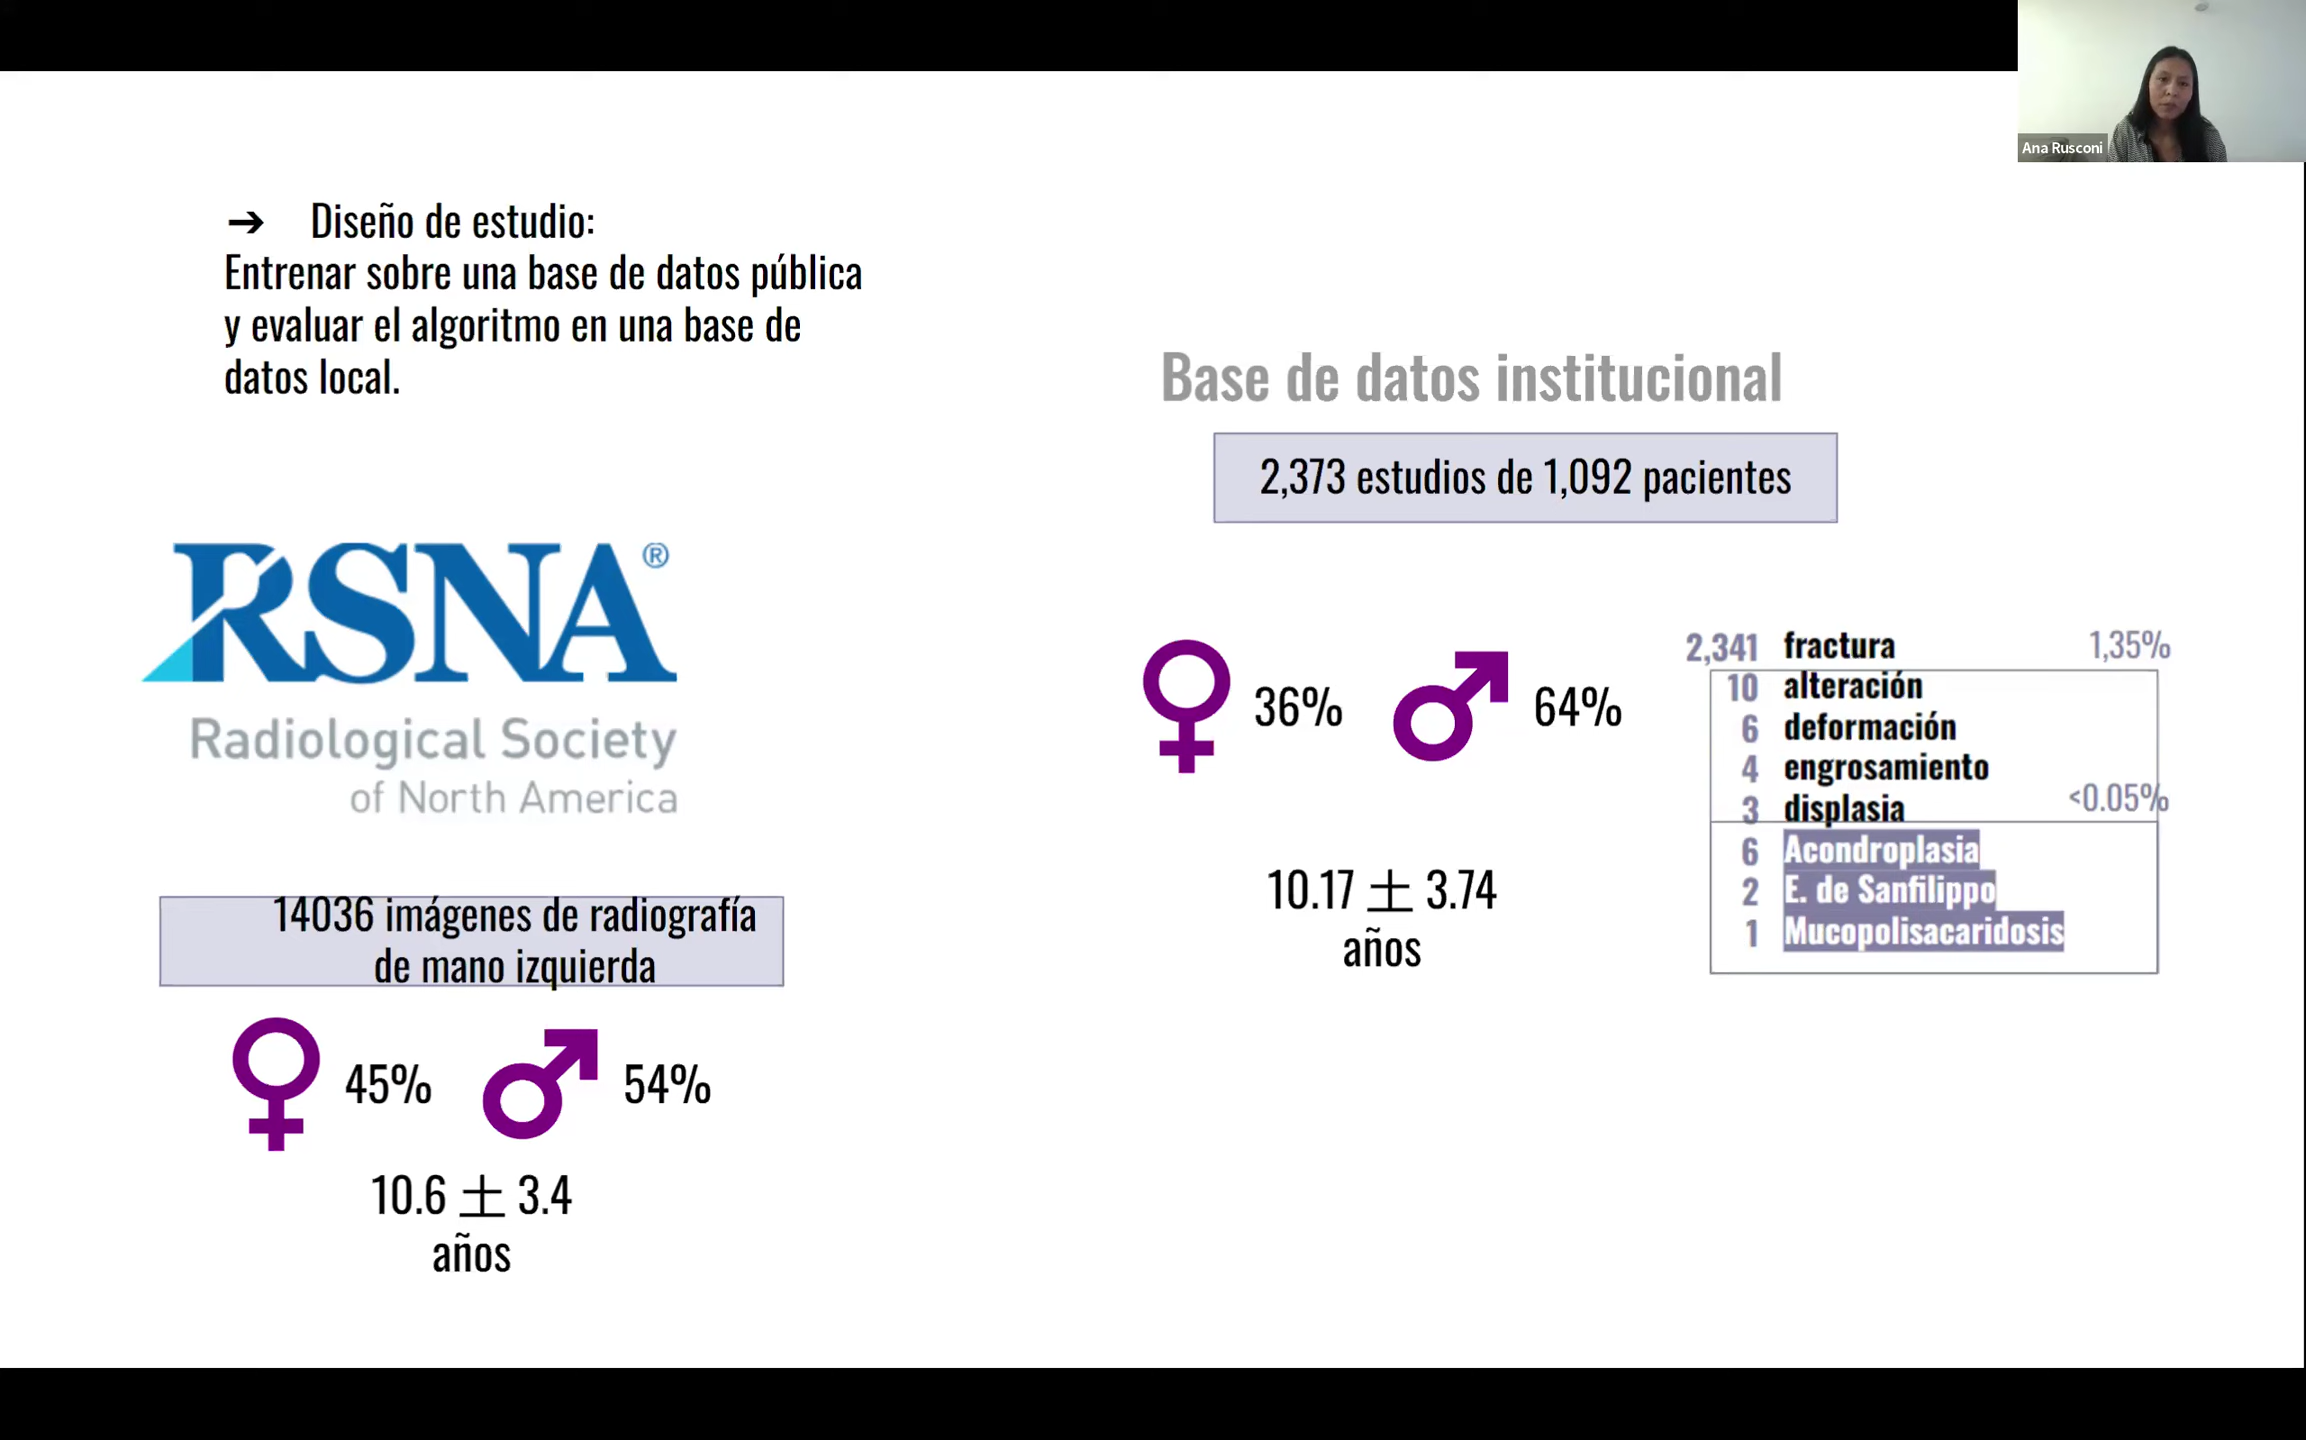 Ana Rusconi
➔ Diseño de estudio:
Entrenar sobre una base de datos pública
y evaluar el algoritmo en una base de
datos local.
RSNA®
Radiological Society
of North America
14036 imágenes de radiografía
de mano izquierda
♀ 45% ♂ 54%
10.6 ± 3.4
años
Base de datos institucional
2,373 estudios de 1,092 pacientes
♀ 36% ♂ 64%
10.17 ± 3.74
años
2,341 fractura 1,35%
10 alteración
6 deformación
4 engrosamiento
3 displasia <0.05%
6 Acondroplasia
2 E. de Sanfilippo
1 Mucopolisacaridosis